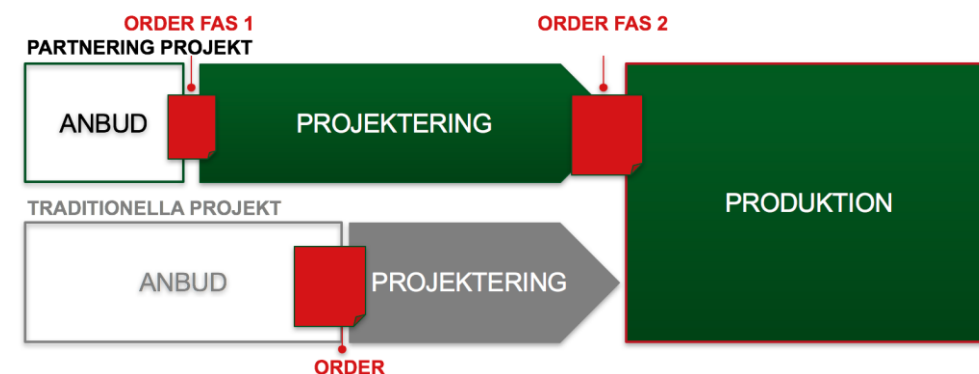 ORDER FAS 1
ORDER FAS 2
PARTNERING PROJEKT
ANBUD
PROJEKTERING
PRODUKTION
TRADITIONELLA PROJEKT
ANBUD
PROJEKTERING
ORDER